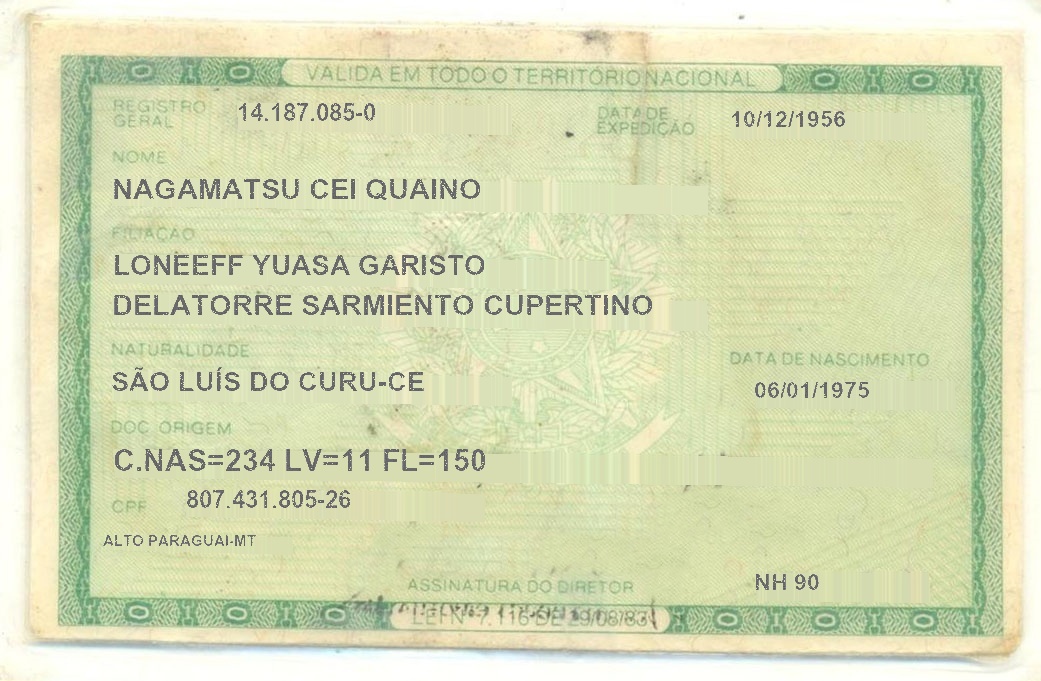 VÁLIDA EM TODO O TERRITÓRIO NACIONAL
REGISTRO GERAL 14.187.085-0 DATA DE EXPEDIÇÃO 10/12/1956
NOME
NAGAMATSU CEI QUAINO
FILIAÇÃO
LONEEFF YUASA GARISTO
DELATORRE SARMIENTO CUPERTINO
NATURALIDADE DATA DE NASCIMENTO
SÃO LUÍS DO CURU-CE 06/01/1975
DOC ORIGEM
C.NAS=234 LV=11 FL=150
CPF 807.431.805-26
ALTO PARAGUAI-MT
ASSINATURA DO DIRETOR NH 90
LEI Nº 7.116 DE 29/08/83